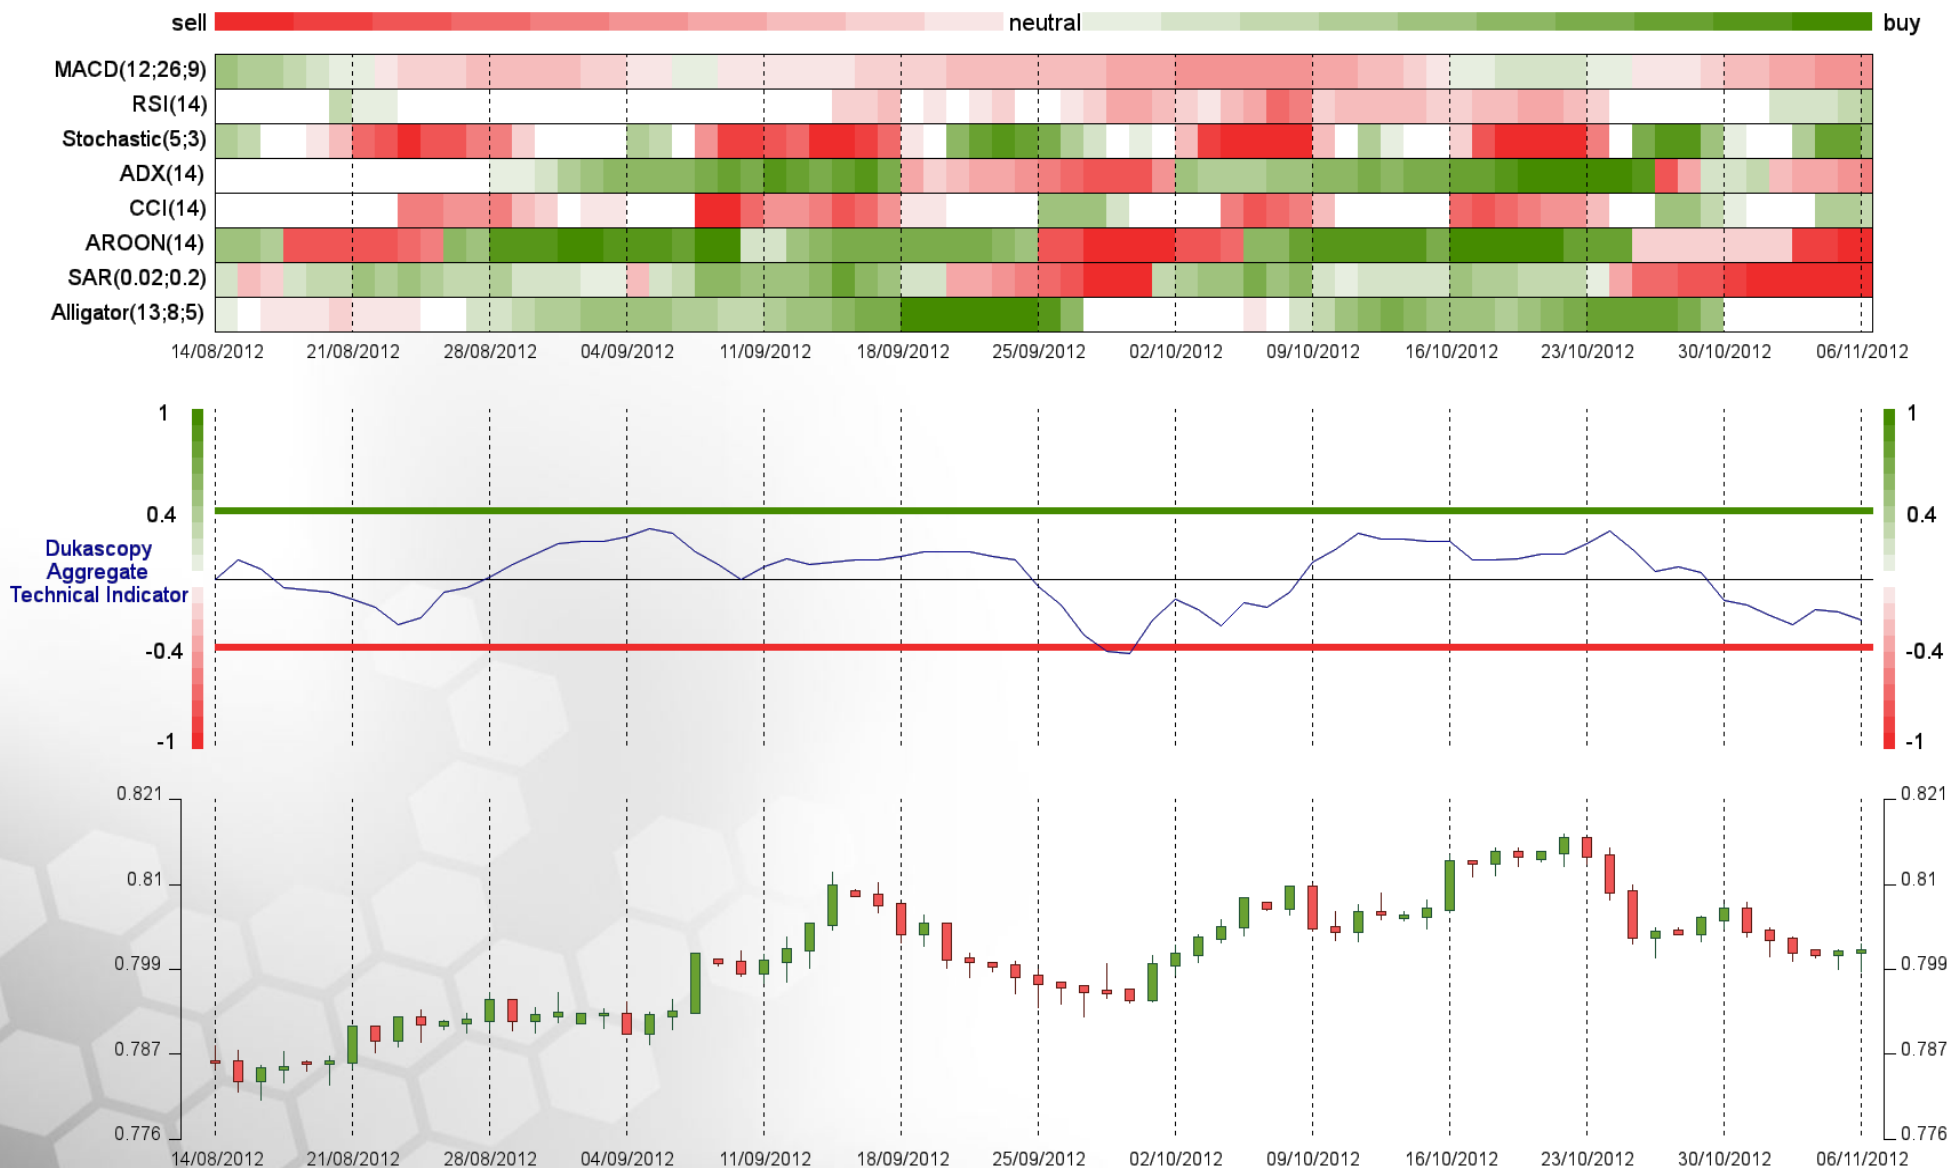 sell neutral buy
MACD(12;26;9)
RSI(14)
Stochastic(5;3)
ADX(14)
CCI(14)
AROON(14)
SAR(0.02;0.2)
Alligator(13;8;5)
14/08/2012 21/08/2012 28/08/2012 04/09/2012 11/09/2012 18/09/2012 25/09/2012 02/10/2012 09/10/2012 16/10/2012 23/10/2012 30/10/2012 06/11/2012
1 1
0.4 0.4
Dukascopy
Aggregate
Technical Indicator
-0.4 -0.4
-1 -1
0.821 0.821
0.81 0.81
0.799 0.799
0.787 0.787
0.776 0.776
14/08/2012 21/08/2012 28/08/2012 04/09/2012 11/09/2012 18/09/2012 25/09/2012 02/10/2012 09/10/2012 16/10/2012 23/10/2012 30/10/2012 06/11/2012